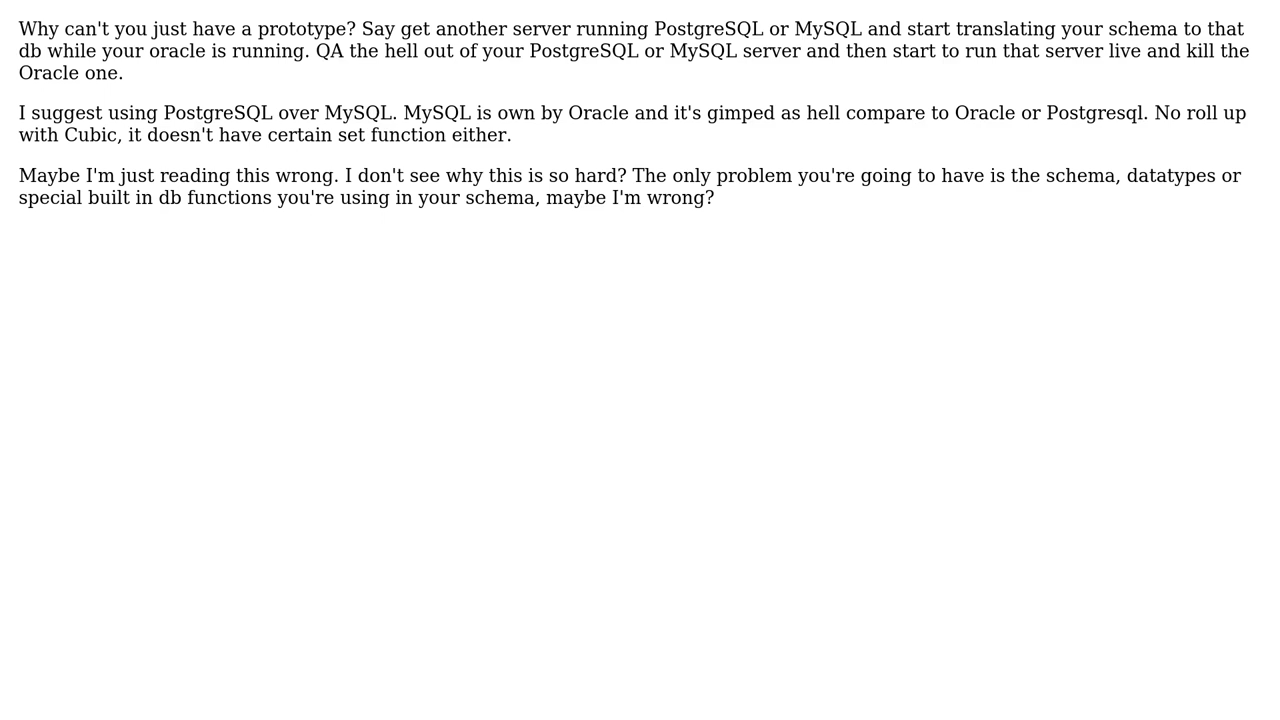 Why can't you just have a prototype? Say get another server running PostgreSQL or MySQL and start translating your schema to that
db while your oracle is running. QA the hell out of your PostgreSQL or MySQL server and then start to run that server live and kill the
Oracle one.
I suggest using PostgreSQL over MySQL. MySQL is own by Oracle and it's gimped as hell compare to Oracle or Postgresql. No roll up
with Cubic, it doesn't have certain set function either.
Maybe I'm just reading this wrong. I don't see why this is so hard? The only problem you're going to have is the schema, datatypes or
special built in db functions you're using in your schema, maybe I'm wrong?